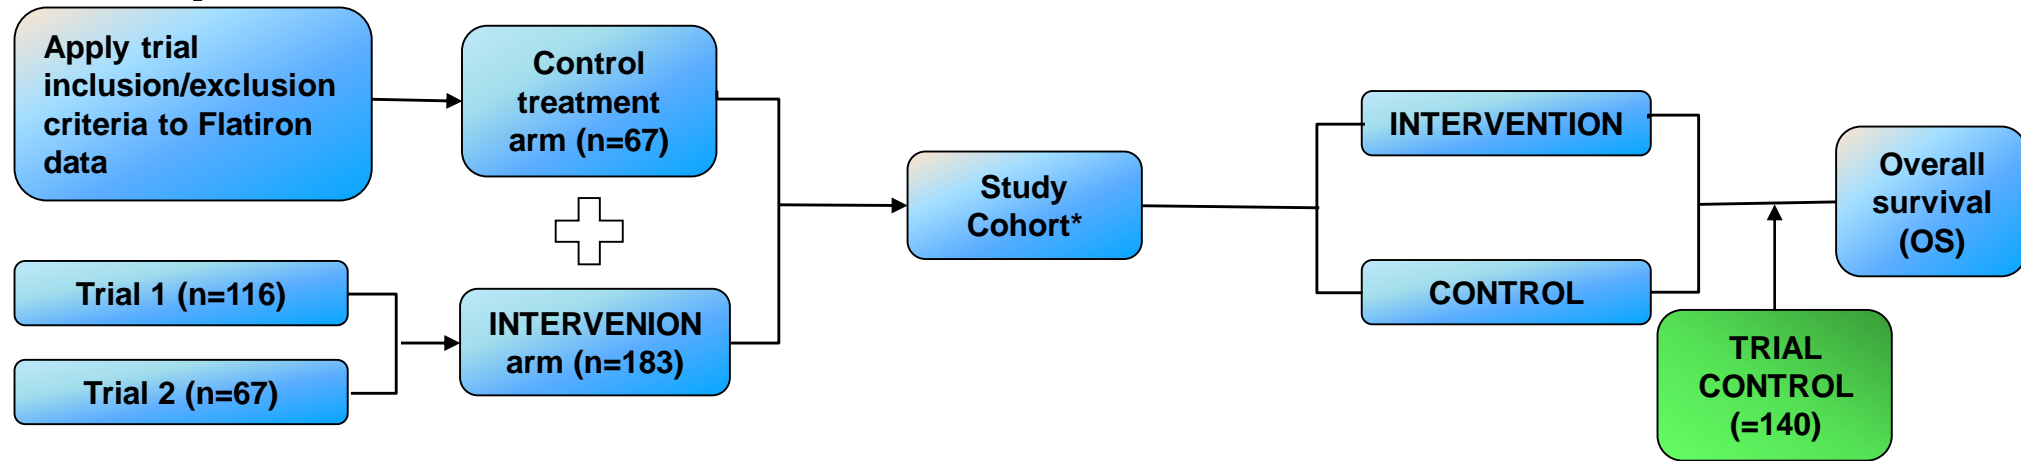 Apply trial
inclusion/exclusion
criteria to Flatiron
data
Control
treatment
arm (n=67)
Trial 1 (n=116)
Trial 2 (n=67)
INTERVENION
arm (n=183)
Study
Cohort*
INTERVENTION
CONTROL
TRIAL
CONTROL
(=140)
Overall
survival
(OS)